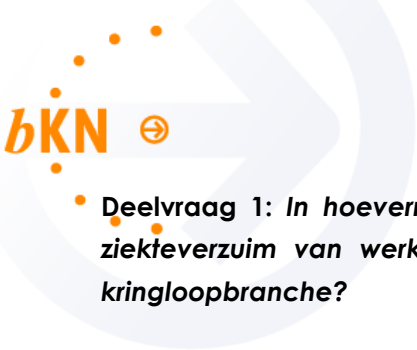 bKN
Deelvraag 1: In hoever
ziekteverzuim van werk
kringloopbranche?